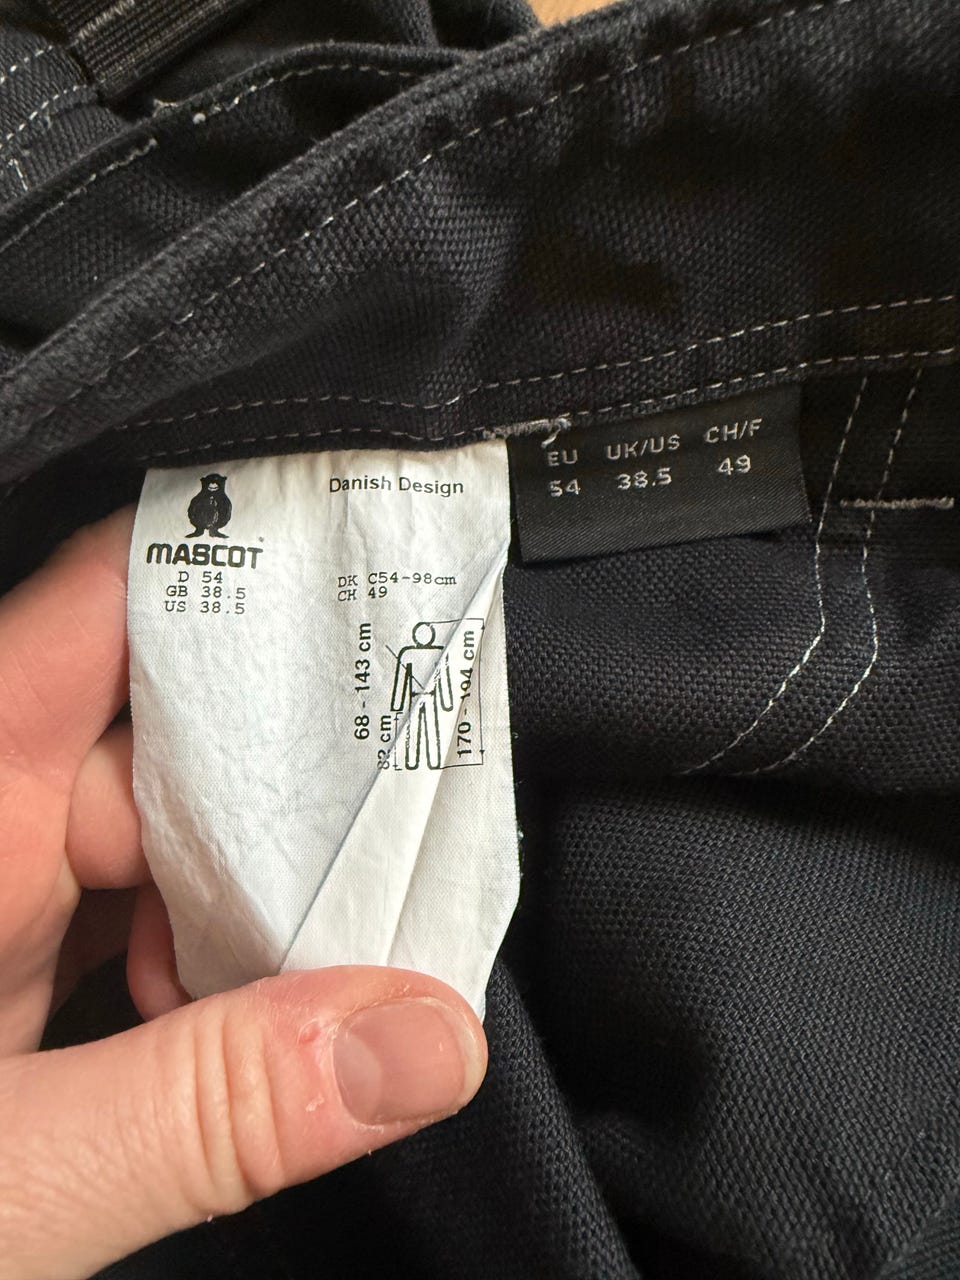 MASCOT®
D 54
GB 38.5
US 38.5
Danish Design
DK C54-98cm
CH 49
68 - 143 cm
82 cm
170 - 194 cm
EU UK/US CH/F
54 38.5 49